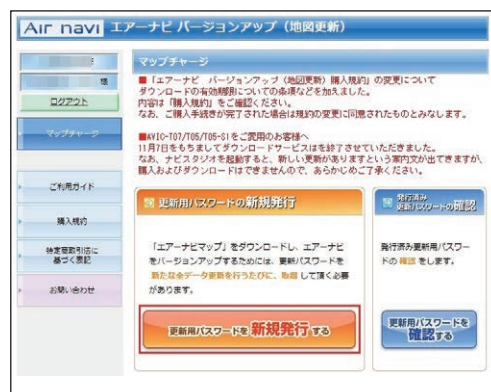 Air navi エアーナビ バージョンアップ（地図更新）
様
ログアウト
マップチャージ
ご利用ガイド
購入規約
特定商取引法に
基づく表記
お問い合わせ
マップチャージ
■「エアーナビ バージョンアップ（地図更新）購入規約」の変更について
ダウンロードの有効期限についての条項などを加えました。
内容は「購入規約」をご確認ください。
なお、ご購入手続きが完了された場合は規約の変更に同意されたものとみなします。
■AVIC-T07/T05/T05-S1をご愛用のお客様へ
11月7日をもちましてダウンロードサービスは を終了させていただきました。
なお、ナビスタジオを起動すると、新しい更新がありますという案内文が出てきますが、
購入およびダウンロードはできませんので、あらかじめご了承ください。
更新用パスワードの新規発行
「エアーナビマップ」をダウンロードし、エアーナビ
をバージョンアップするためには、更新パスワードを
新たな全データ更新を行うたびに、取得 して頂く必要
があります。
更新用パスワードを 新規発行 する
発行済み
更新用パスワードの確認
発行済み更新用パスワー
ドの 確認 をします。
更新用パスワードを
確認する